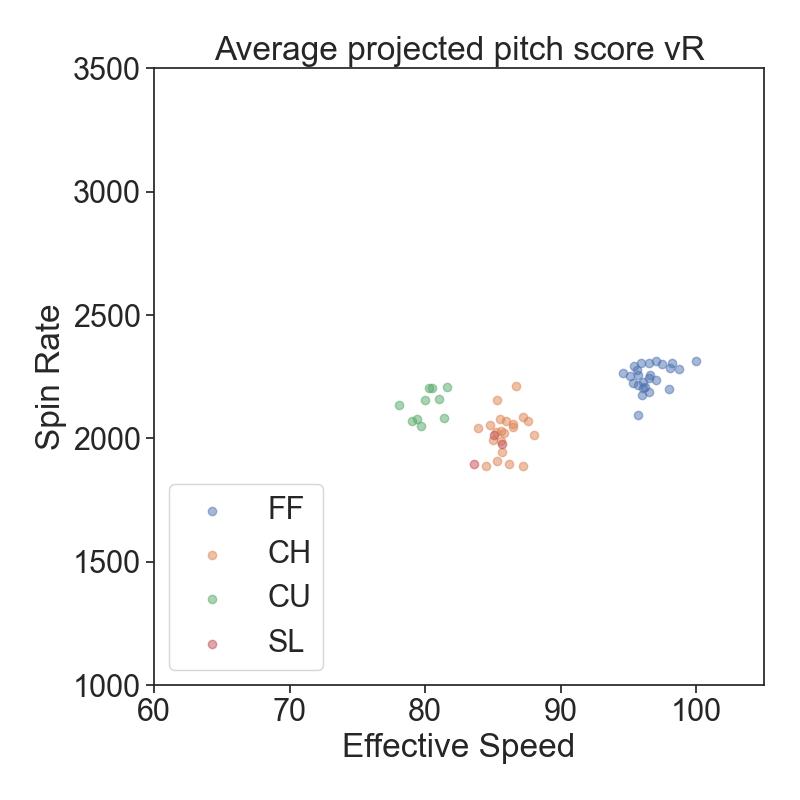 Average projected pitch score vR
3500
3000
2500
2000
1500
1000
Spin Rate
FF
CH
CU
SL
60 70 80 90 100
Effective Speed